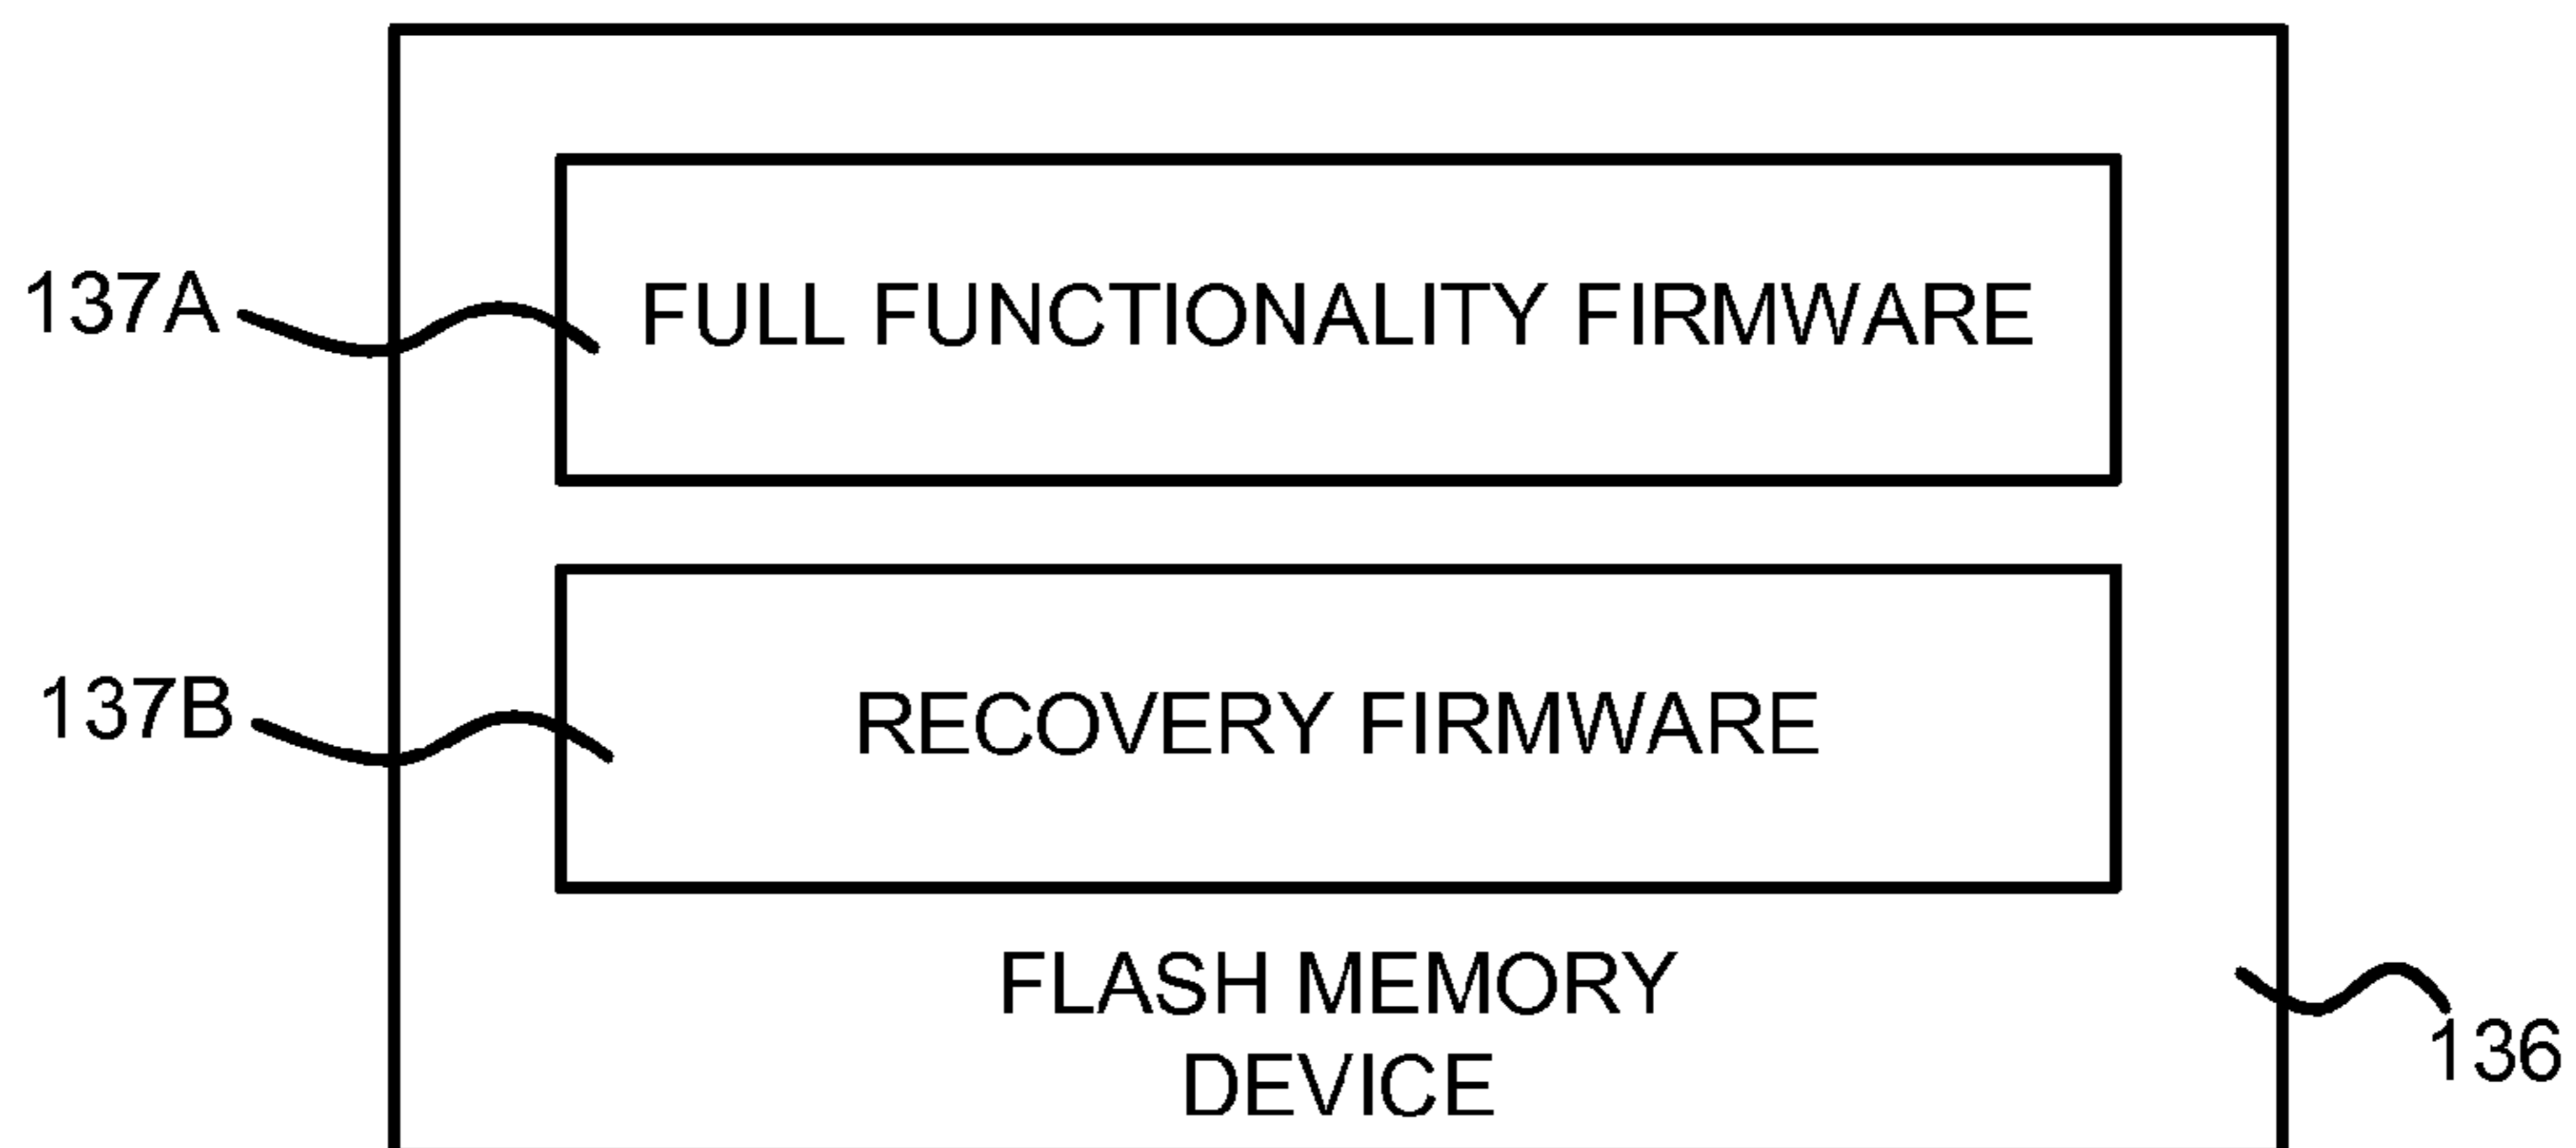 137A
FULL FUNCTIONALITY FIRMWARE
137B
RECOVERY FIRMWARE
FLASH MEMORY
DEVICE
136